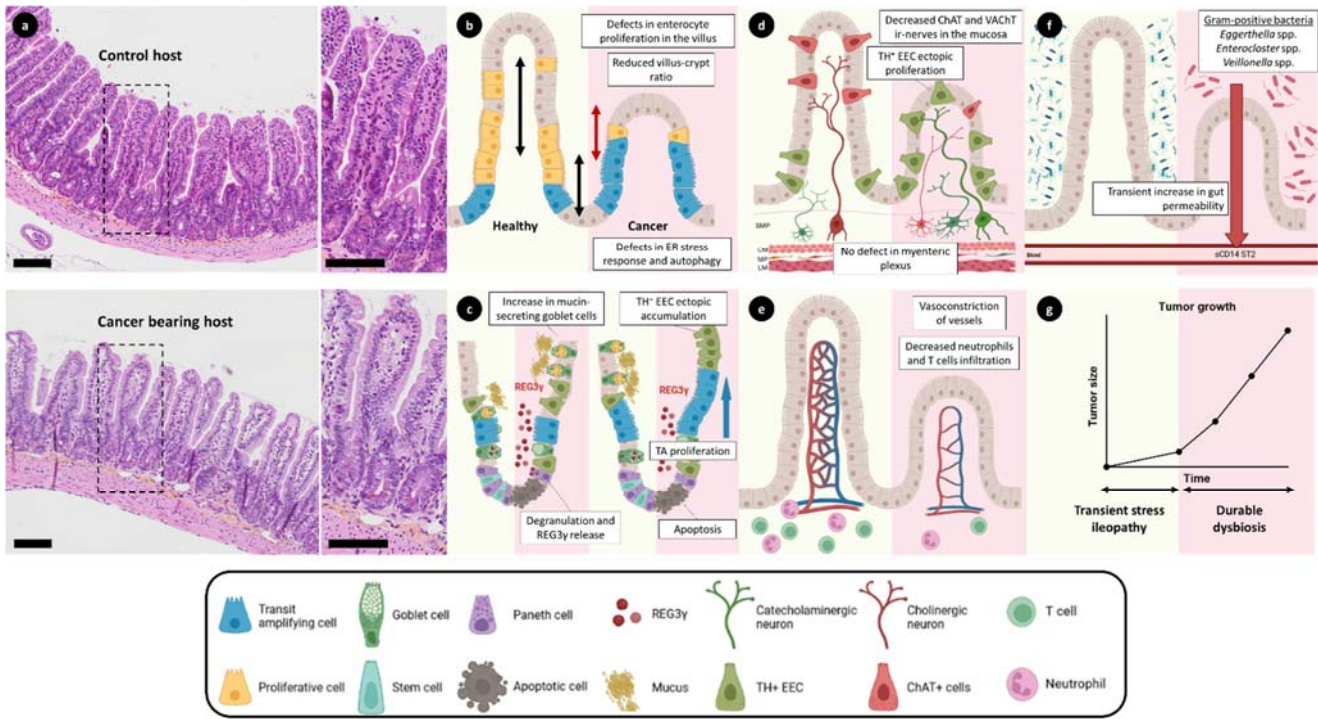 a
Control host
Cancer bearing host
b
Defects in enterocyte
proliferation in the villus
Reduced villus-crypt
ratio
Healthy
Cancer
Defects in ER stress
response and autophagy
c
Increase in mucin-
secreting goblet cells
TH⁺ EEC ectopic
accumulation
REG3γ
REG3γ
TA proliferation
Degranulation and
REG3γ release
Apoptosis
d
Decreased ChAT and VAChT
ir-nerves in the mucosa
TH⁺ EEC ectopic
proliferation
SMP
CM
MP
LM
No defect in myenteric
plexus
e
Vasoconstriction
of vessels
Decreased neutrophils
and T cells infiltration
f
Gram-positive bacteria
Eggerthella spp.
Enterocloster spp.
Veillonella spp.
Transient increase in gut
permeability
Blood
sCD14 ST2
g
Tumor growth
Tumor size
Time
Transient stress
ileopathy
Durable
dysbiosis
Transit
amplifying cell
Goblet cell
Paneth cell
REG3γ
Catecholaminergic
neuron
Cholinergic
neuron
T cell
Proliferative cell
Stem cell
Apoptotic cell
Mucus
TH+ EEC
ChAT+ cells
Neutrophil